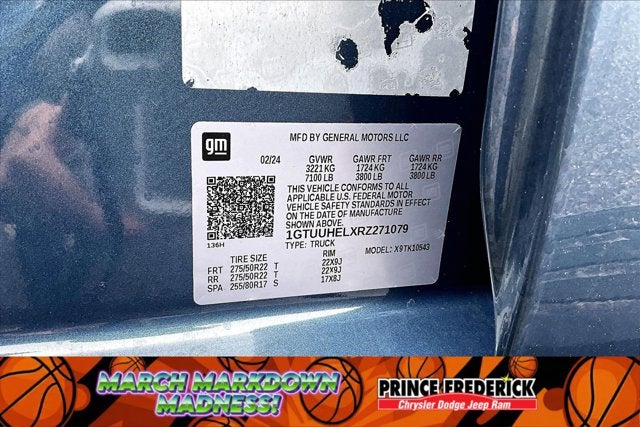 gm
MFD BY GENERAL MOTORS LLC
02/24 GVWR GAWR FRT GAWR RR
3221 KG 1724 KG 1724 KG
7100 LB 3800 LB 3800 LB
THIS VEHICLE CONFORMS TO ALL
APPLICABLE U.S. FEDERAL MOTOR
VEHICLE SAFETY STANDARDS IN
EFFECT ON THE DATE OF
MANUFACTURE
1GTUUHELXRZ271079
136H
TYPE: TRUCK MODEL: X9TK10543
TIRE SIZE RIM
FRT 275/50R22 T 22X9J
RR 275/50R22 T 22X9J
SPA 255/80R17 S 17X8J
MARCH MARKDOWN
MADNESS!
PRINCE FREDERICK
Chrysler Dodge Jeep Ram